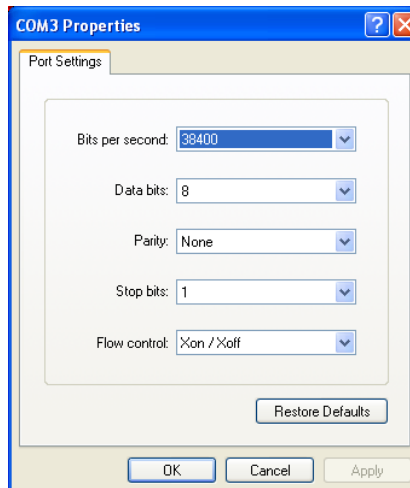 COM3 Properties
Port Settings
Bits per second: 38400
Data bits: 8
Parity: None
Stop bits: 1
Flow control: Xon / Xoff
Restore Defaults
OK Cancel Apply